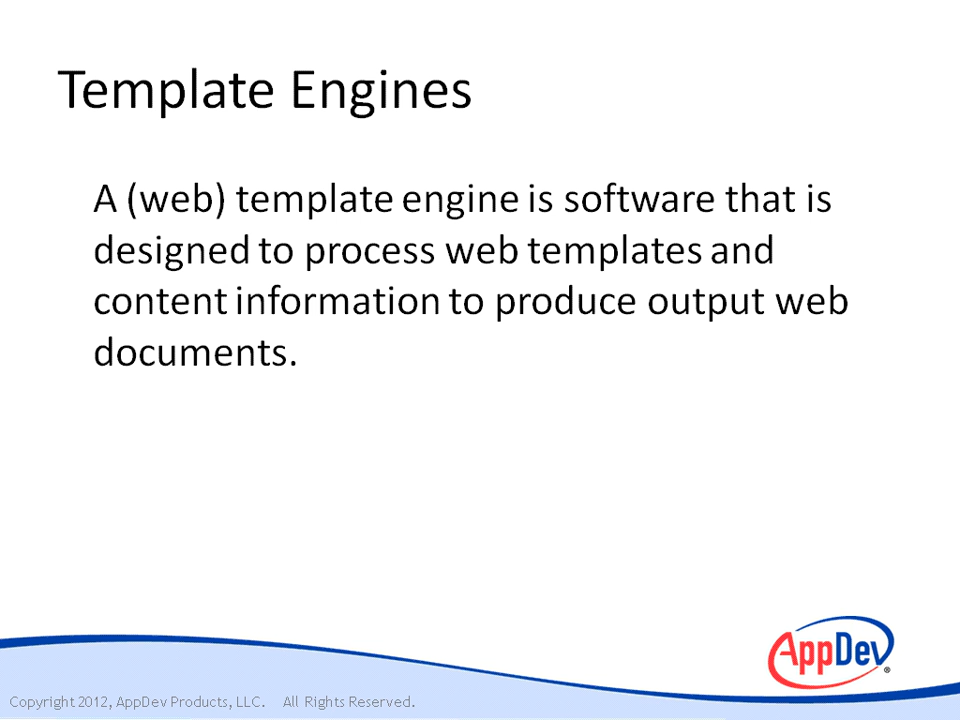 Template Engines
A (web) template engine is software that is
designed to process web templates and
content information to produce output web
documents.
AppDev®
Copyright 2012, AppDev Products, LLC. All Rights Reserved.